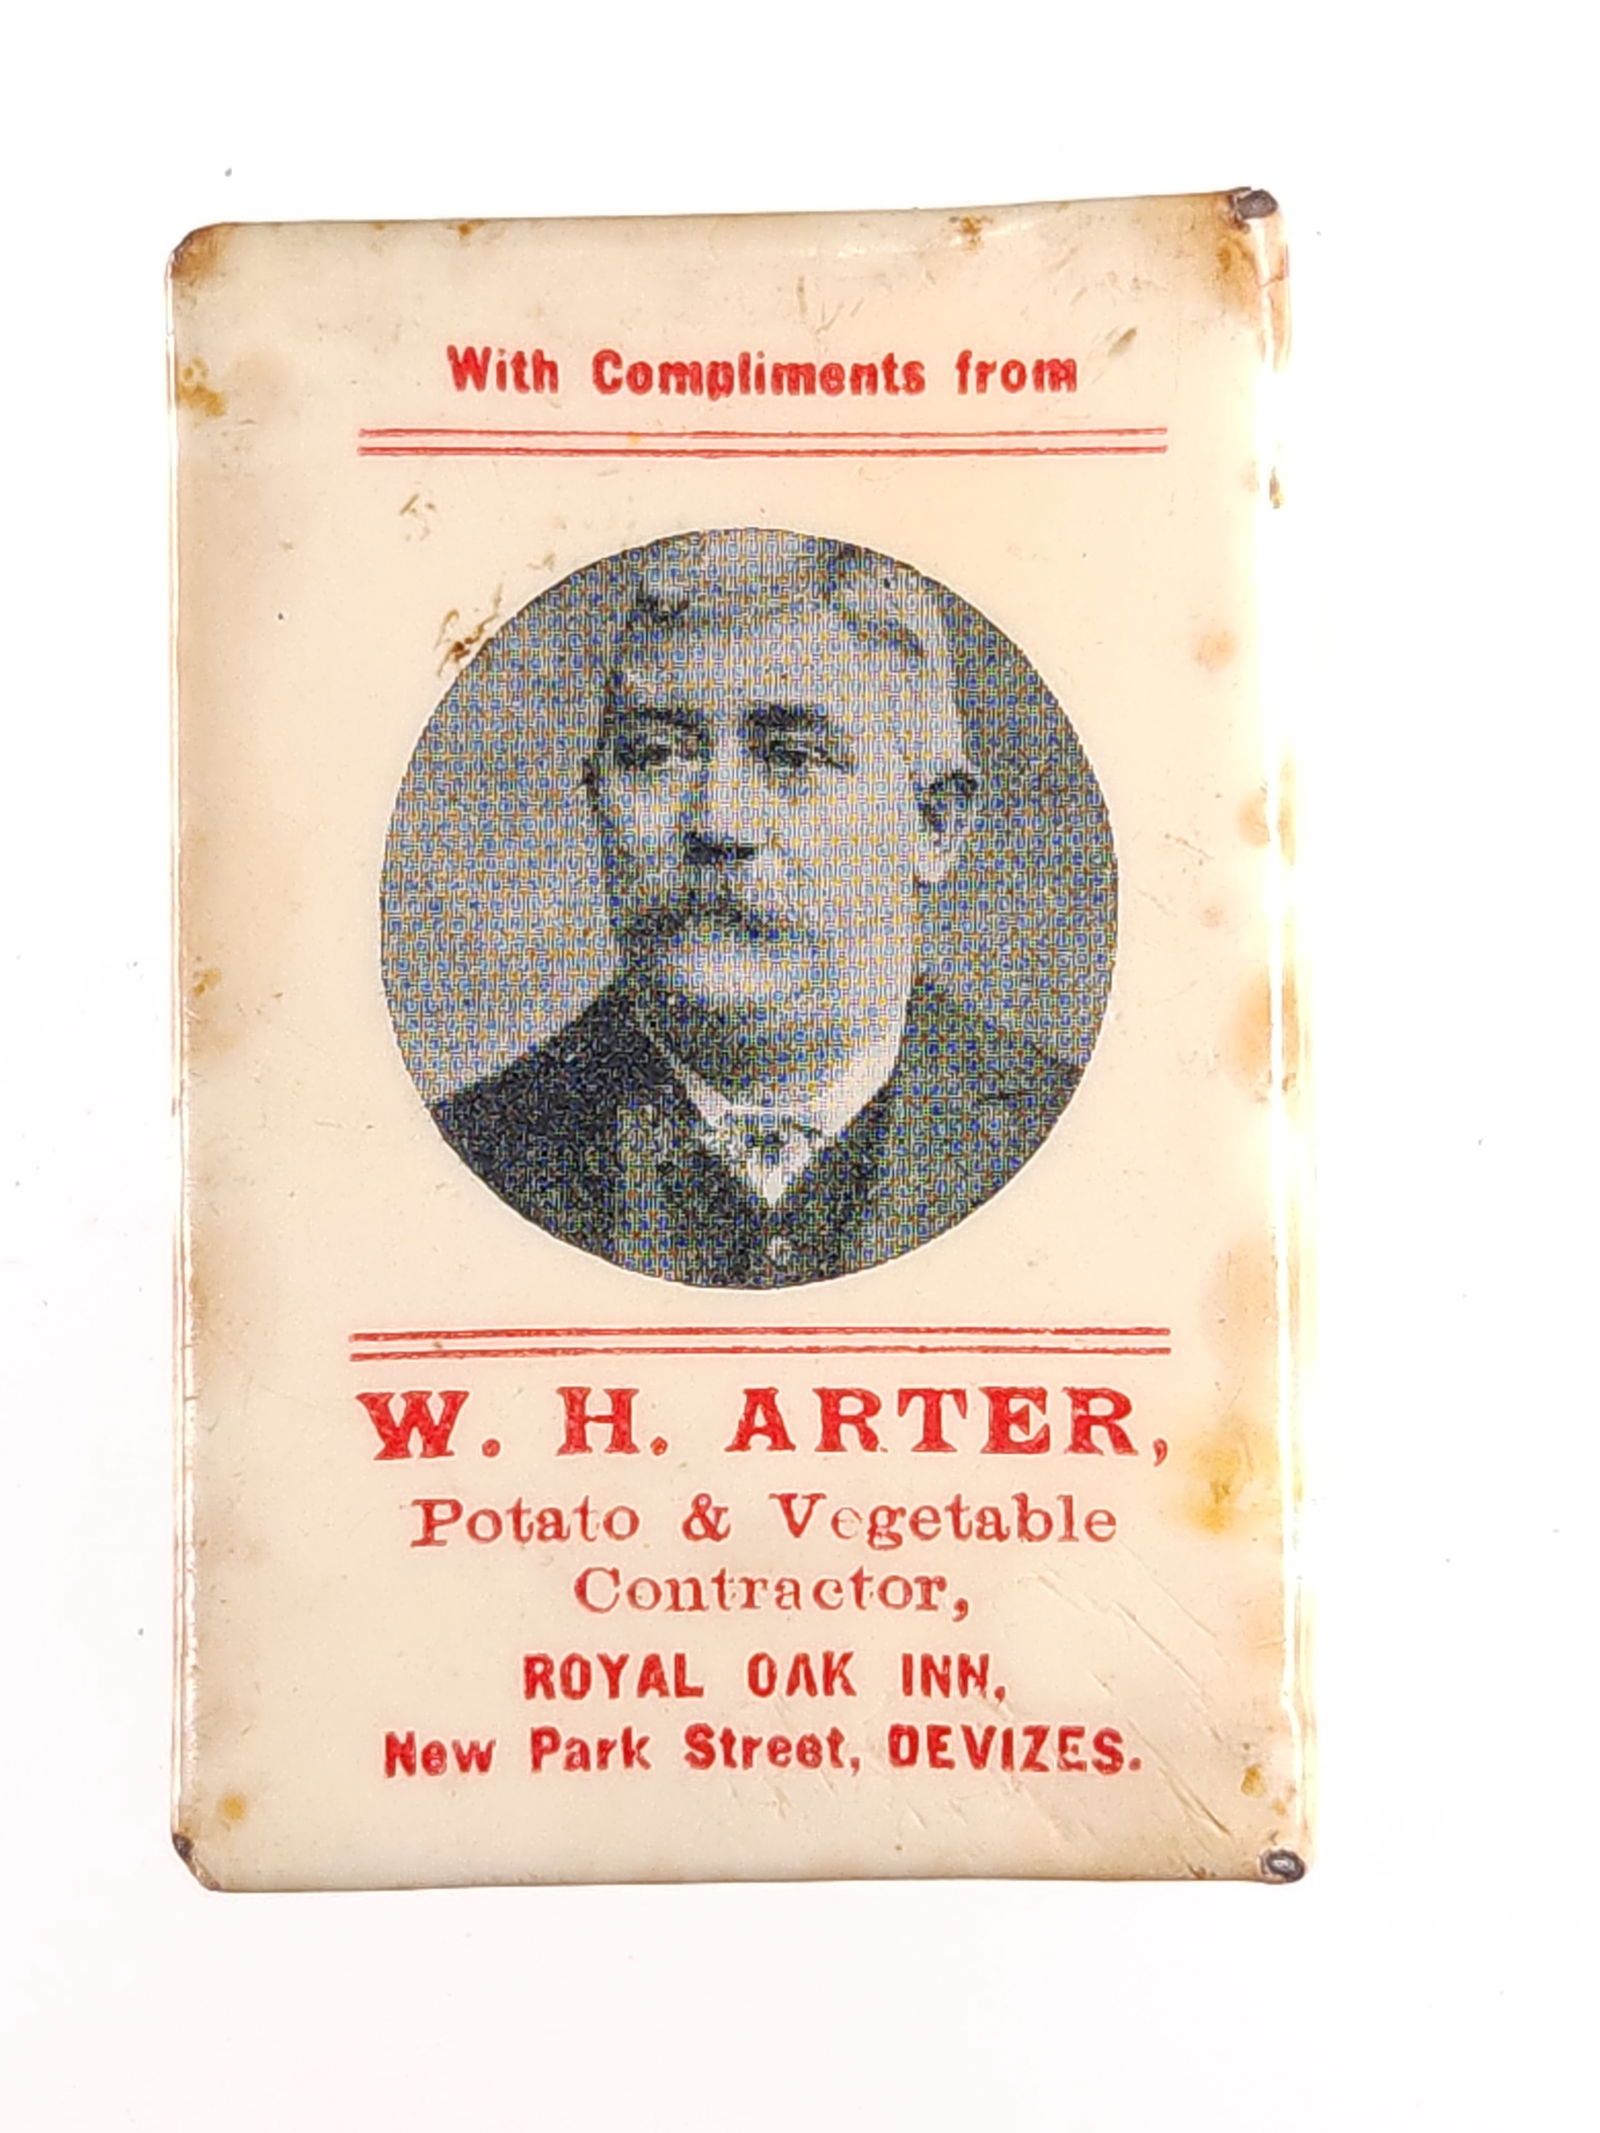 With Compliments from
W. H. ARTER,
Potato & Vegetable
Contractor,
ROYAL OAK INN,
New Park Street, DEVIZES.